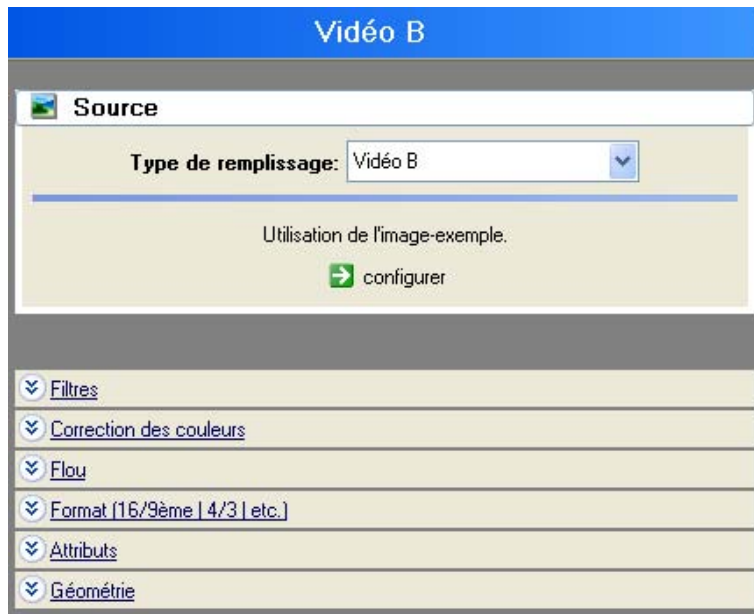 Vidéo B
Source
Type de remplissage: Vidéo B
Utilisation de l'image-exemple.
configurer
Filtres
Correction des couleurs
Flou
Format (16/9ème | 4/3 | etc.)
Attributs
Géométrie